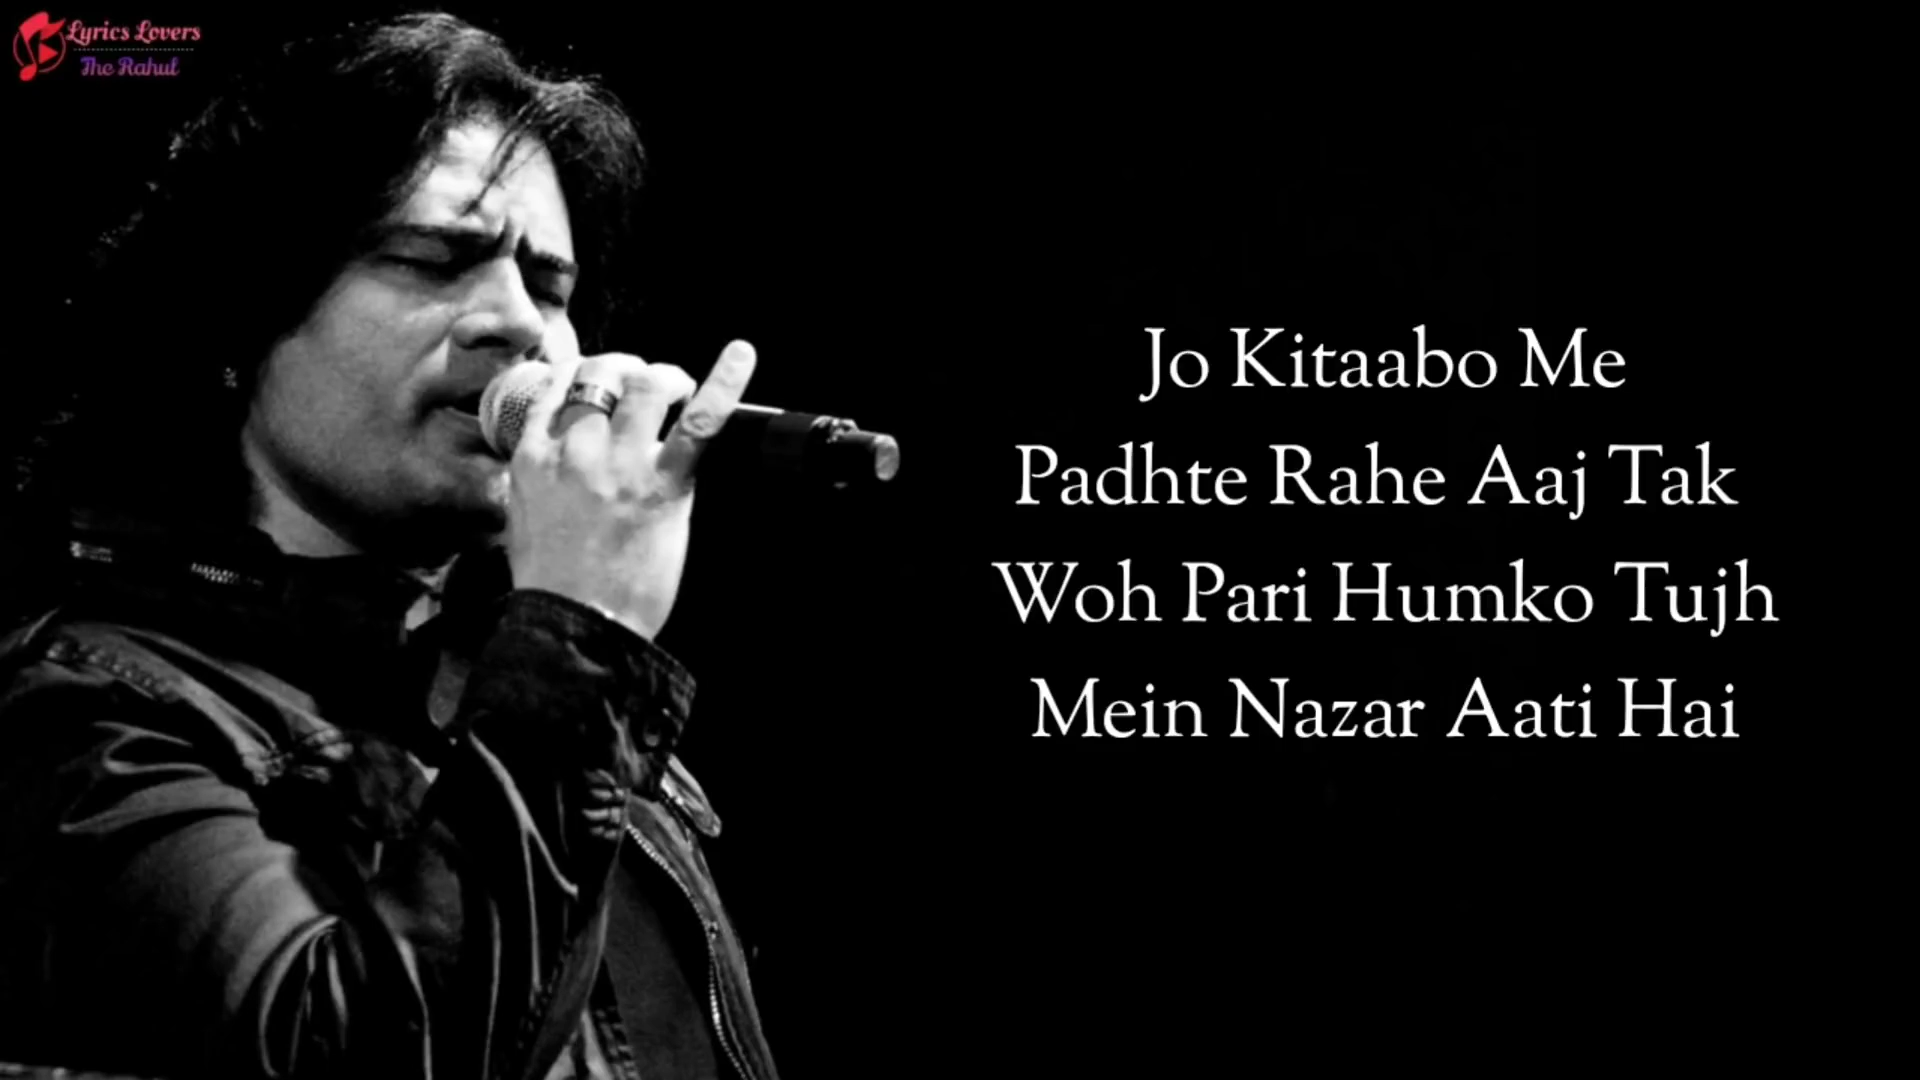 Lyrics Lovers
The Rahul
Jo Kitaabo Me
Padhte Rahe Aaj Tak
Woh Pari Humko Tujh
Mein Nazar Aati Hai